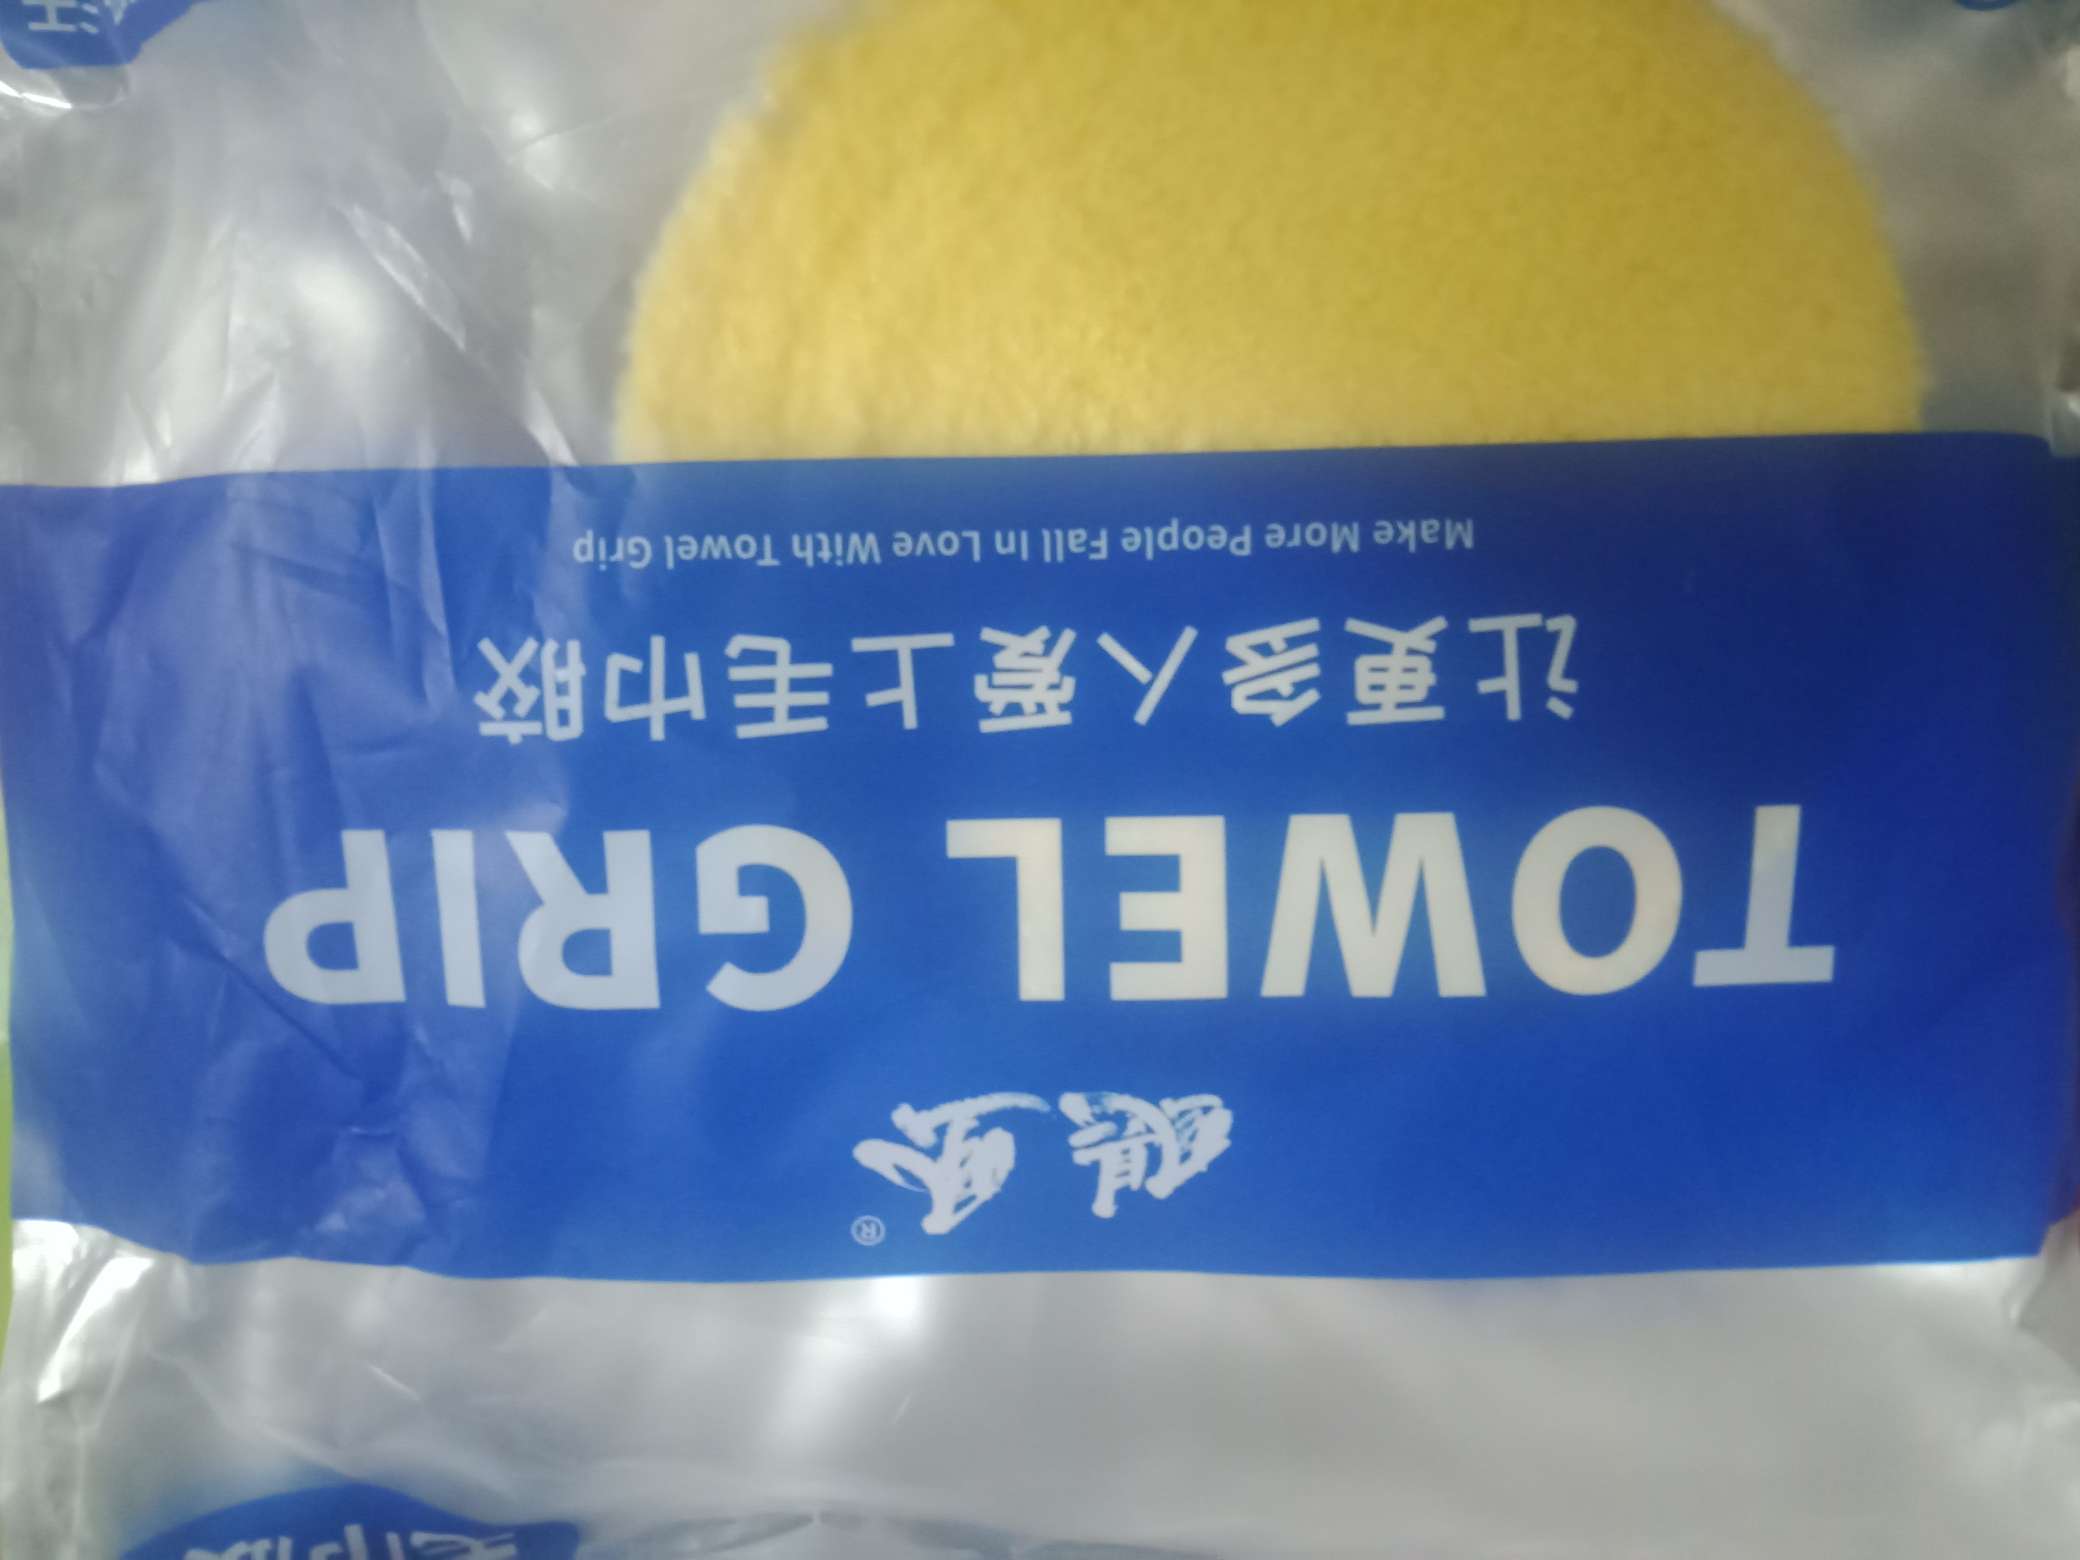 ®
TOWEL GRIP
让更多人爱上毛巾胶
Make More People Fall In Love With Towel Grip